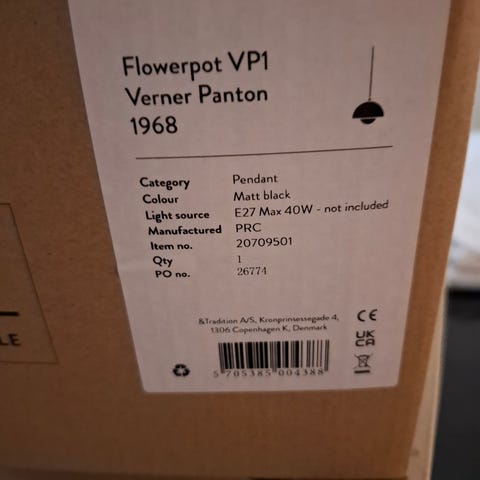 Flowerpot VP1
Verner Panton
1968
Category Pendant
Colour Matt black
Light source E27 Max 40W - not included
Manufactured PRC
Item no. 20709501
Qty 1
PO no. 26774
&Tradition A/S, Kronprinsessegade 4,
1306 Copenhagen K, Denmark
CE
UK
CA
5 705385 004388
LE